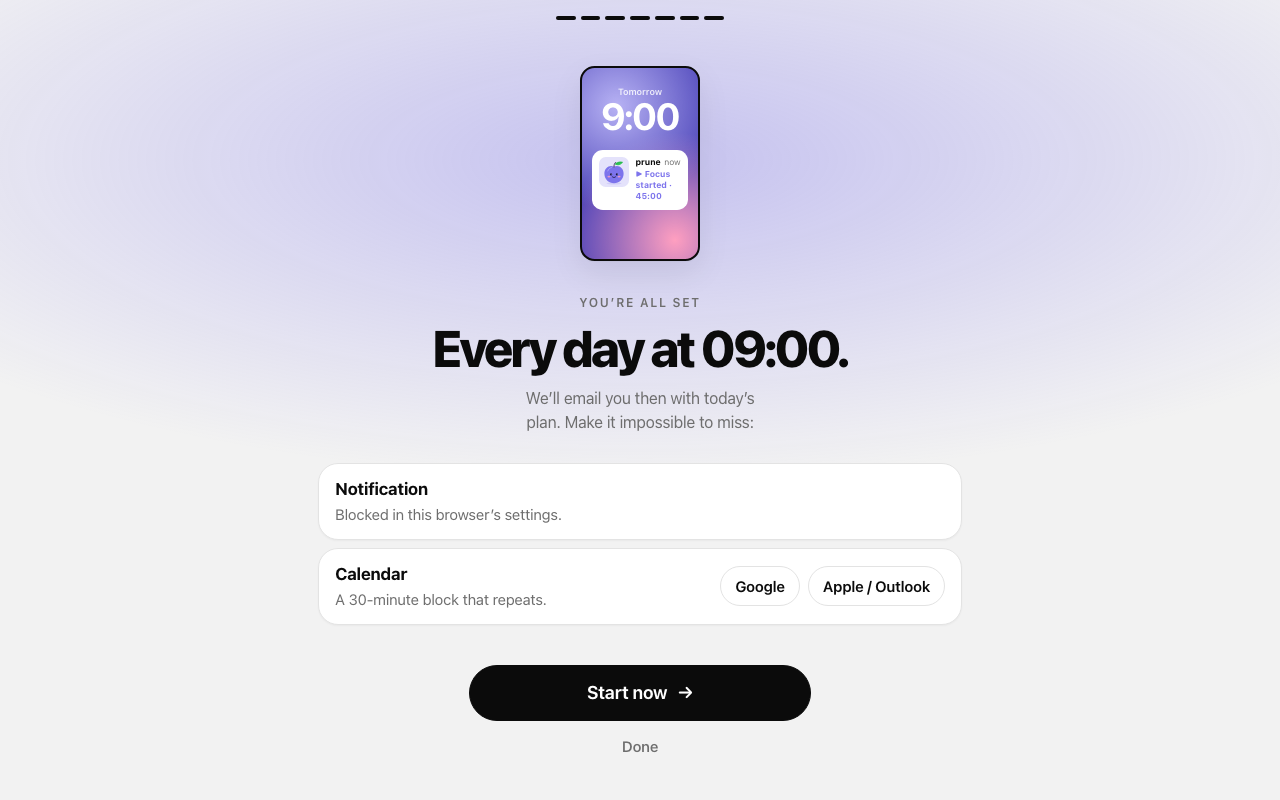 Tomorrow
9:00
prune now
▶ Focus
started ·
45:00
YOU’RE ALL SET
Every day at 09:00.
We’ll email you then with today’s
plan. Make it impossible to miss:
Notification
Blocked in this browser’s settings.
Calendar
A 30-minute block that repeats.
Google
Apple / Outlook
Start now →
Done